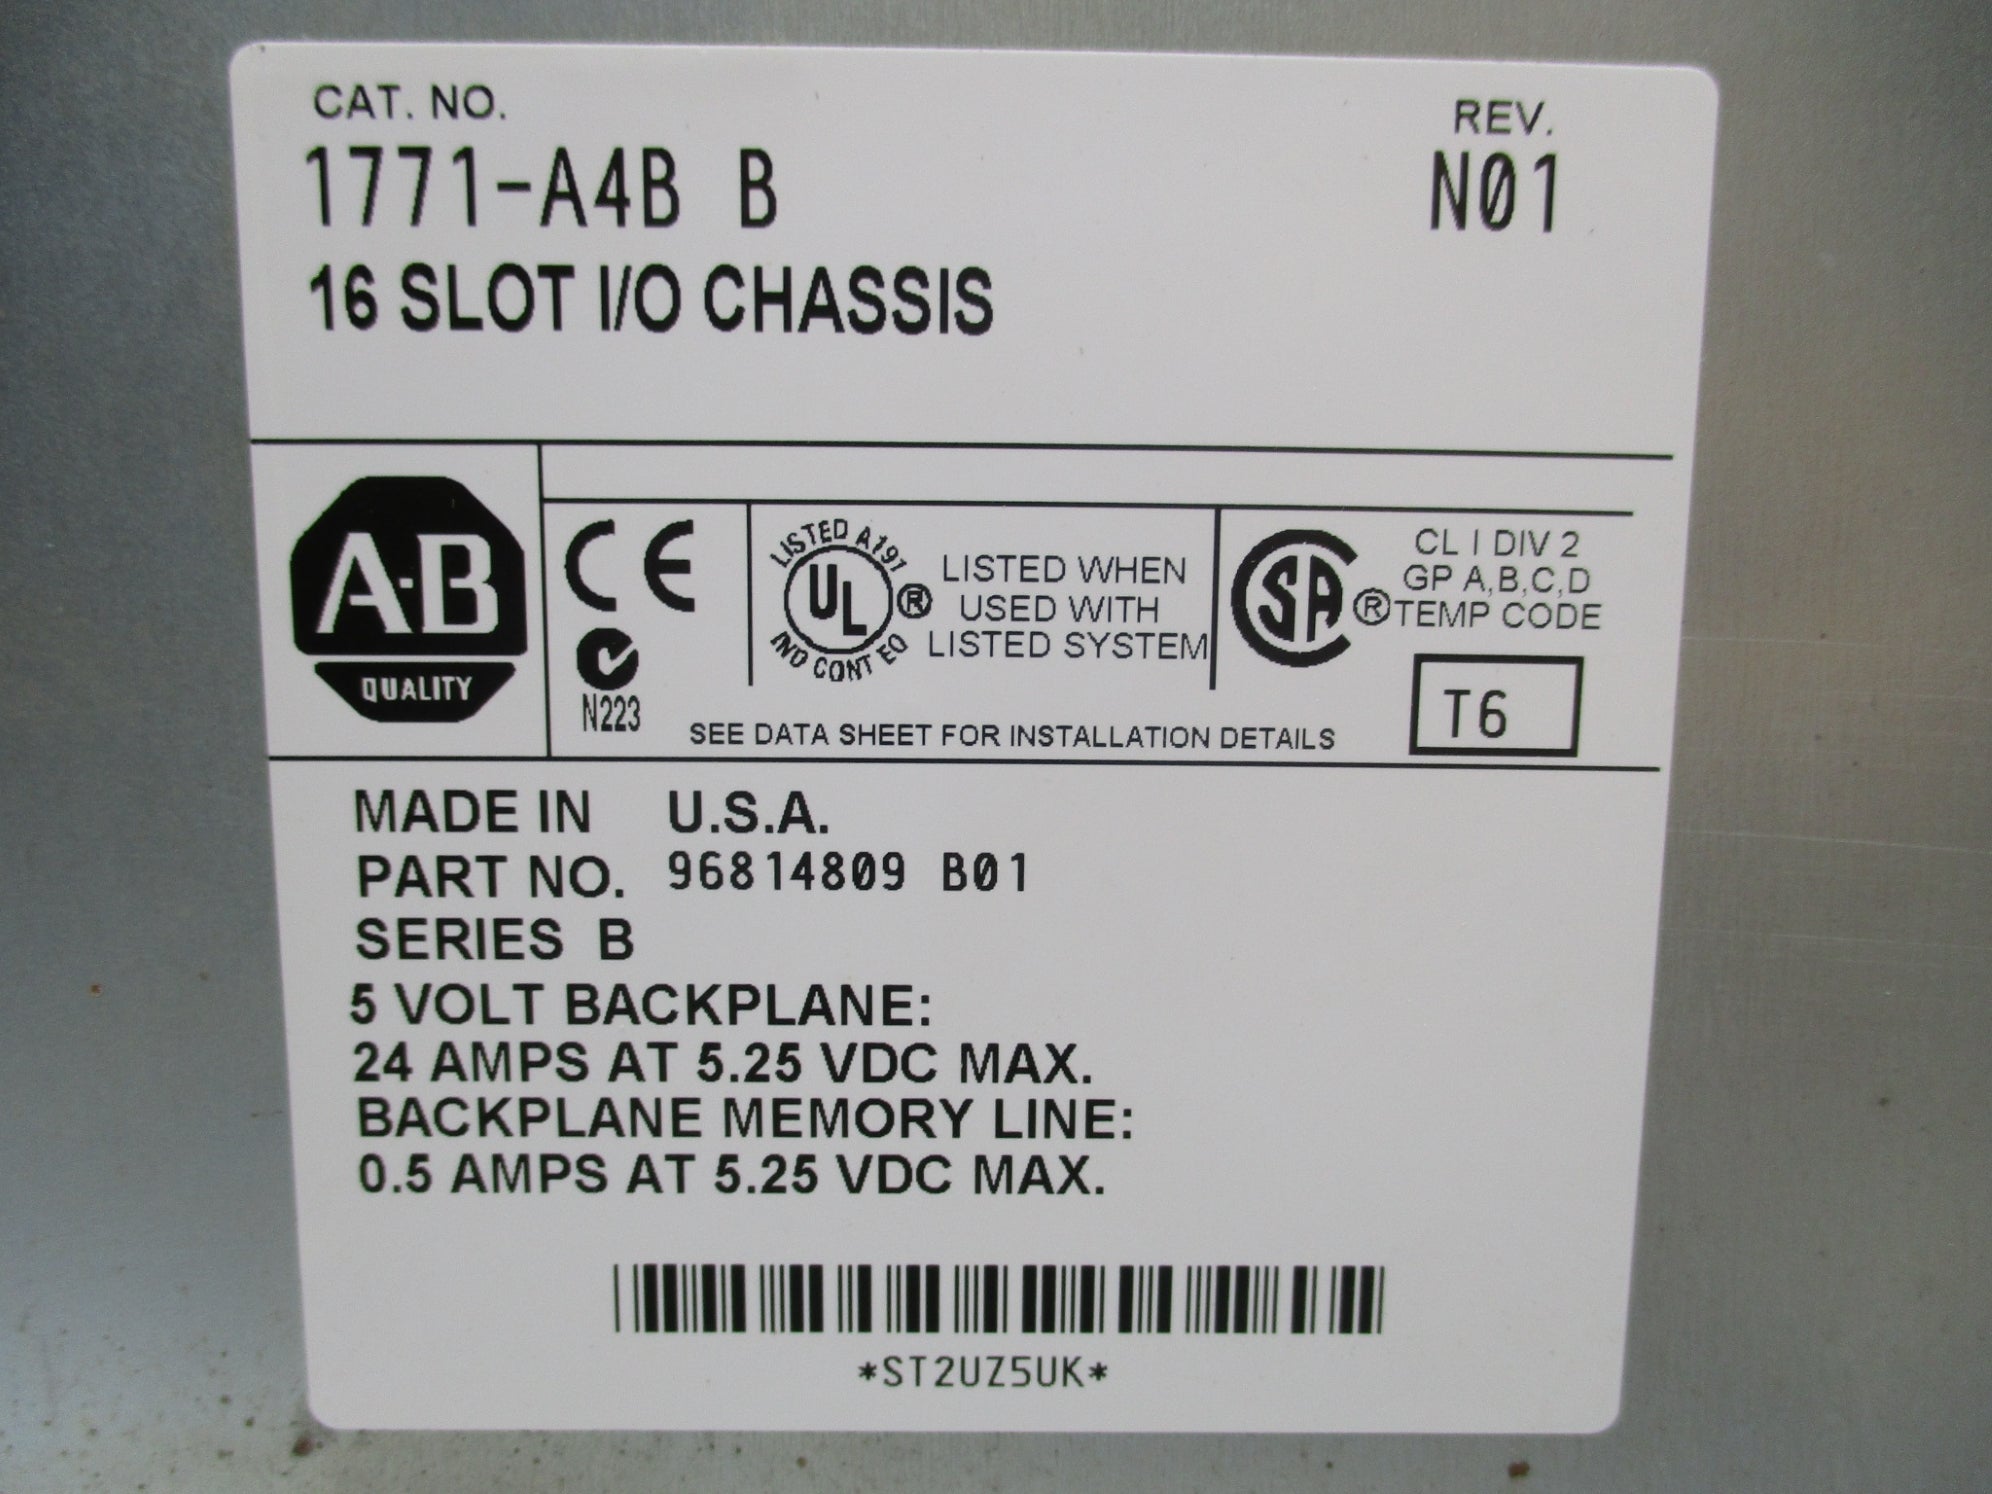 CAT. NO.
REV.
1771-A4B B
N01
16 SLOT I/O CHASSIS
A-B
QUALITY
CE
N223
LISTED A191
UL ®
IND CONT EQ
LISTED WHEN
USED WITH
LISTED SYSTEM
SA ®
CL I DIV 2
GP A,B,C,D
TEMP CODE
T6
SEE DATA SHEET FOR INSTALLATION DETAILS
MADE IN U.S.A.
PART NO. 96814809 B01
SERIES B
5 VOLT BACKPLANE:
24 AMPS AT 5.25 VDC MAX.
BACKPLANE MEMORY LINE:
0.5 AMPS AT 5.25 VDC MAX.
*ST2UZ5UK*